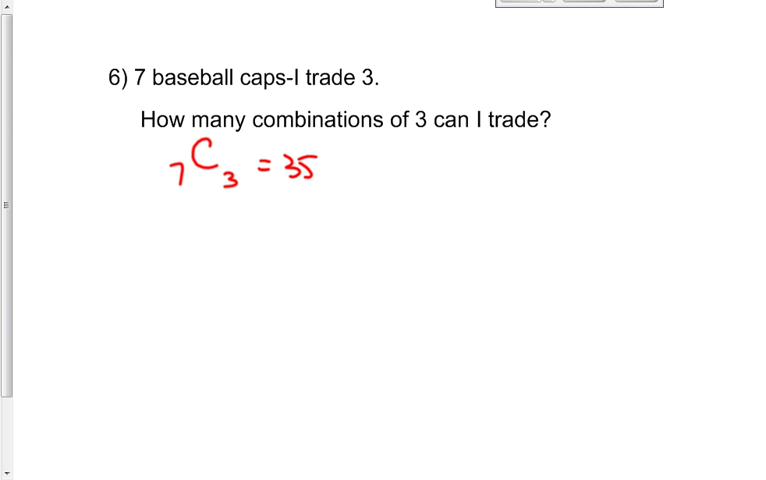 6) 7 baseball caps-I trade 3.
How many combinations of 3 can I trade?
7C3 = 35